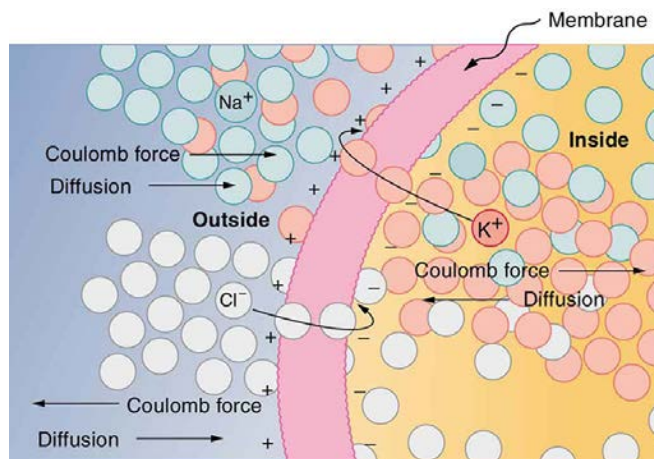 Membrane
Na⁺
Inside
Coulomb force
Diffusion
Outside
K⁺
Coulomb force
Cl⁻
Diffusion
Coulomb force
Diffusion